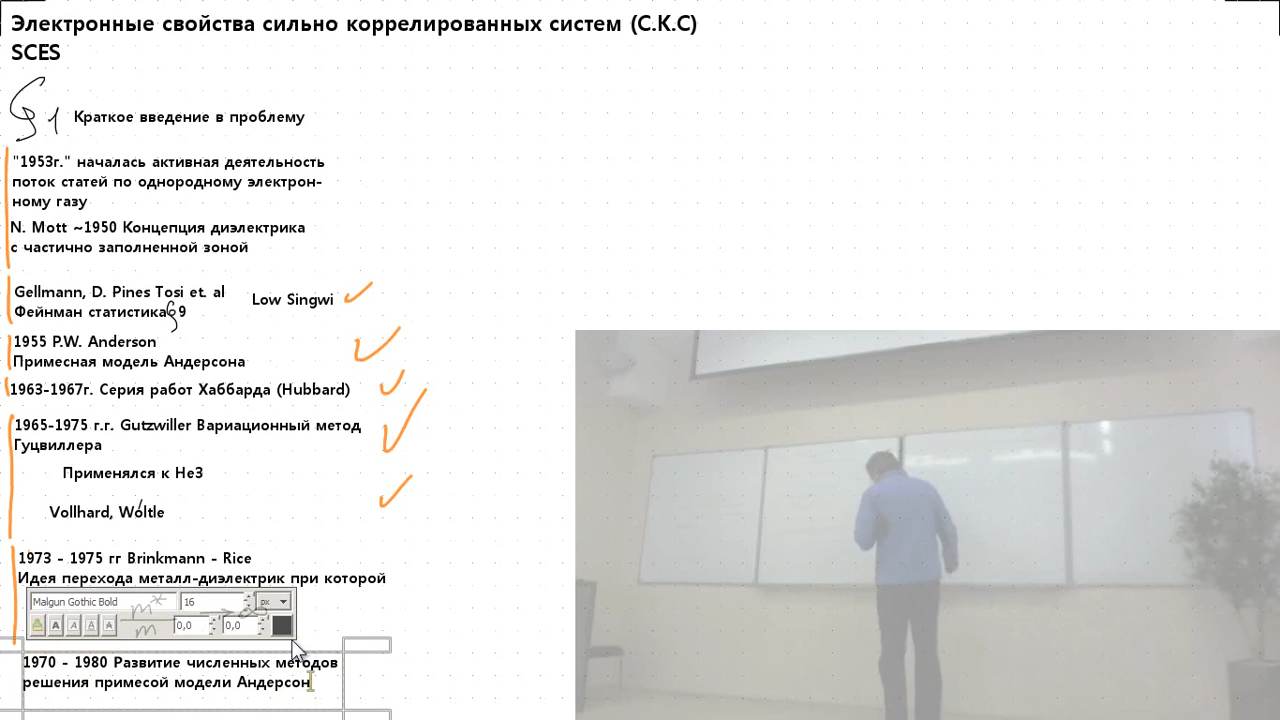 Электронные свойства сильно коррелированных систем (С.К.С)
SCES
§ 1 Краткое введение в проблему
"1953г." началась активная деятельность
поток статей по однородному электрон-
ному газу
N. Mott ~1950 Концепция диэлектрика
с частично заполненной зоной
Gellmann, D. Pines Tosi et. al
Low Singwi
Фейнман статистика § 9
1955 P.W. Anderson
Примесная модель Андерсона
1963-1967г. Серия работ Хаббарда (Hubbard)
1965-1975 г.г. Gutzwiller Вариационный метод
Гуцвиллера
Применялся к He3
Vollhard, Wóltle
1973 - 1975 гг Brinkmann - Rice
Идея перехода металл-диэлектрик при которой
Malgun Gothic Bold 16 px
m*/m → ∞
A A A A 0,0 0,0
1970 - 1980 Развитие численных методов
решения примесой модели Андерсон